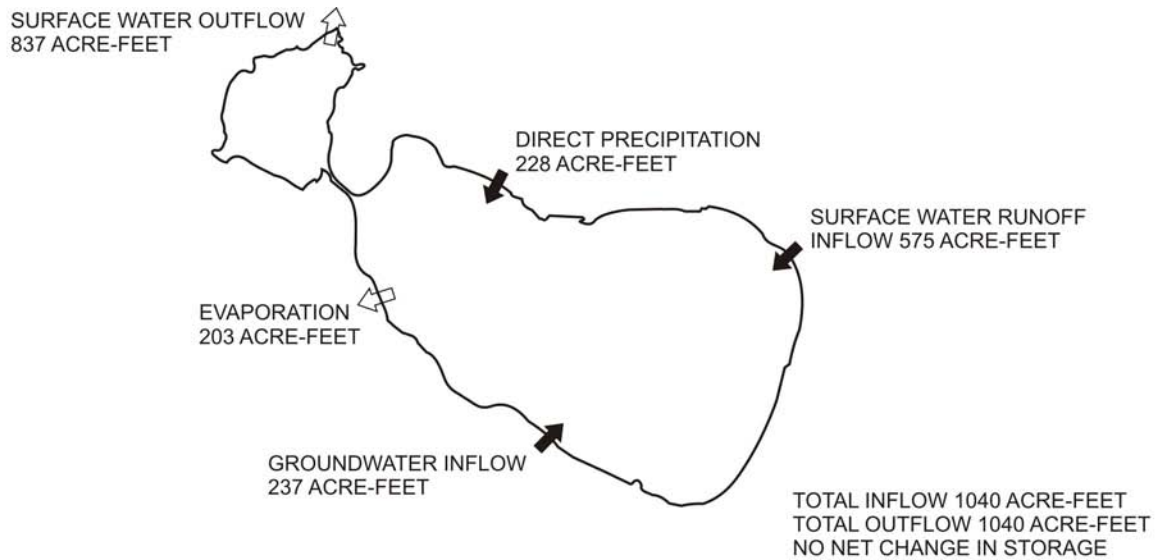 SURFACE WATER OUTFLOW
837 ACRE-FEET
DIRECT PRECIPITATION
228 ACRE-FEET
SURFACE WATER RUNOFF
INFLOW 575 ACRE-FEET
EVAPORATION
203 ACRE-FEET
GROUNDWATER INFLOW
237 ACRE-FEET
TOTAL INFLOW 1040 ACRE-FEET
TOTAL OUTFLOW 1040 ACRE-FEET
NO NET CHANGE IN STORAGE